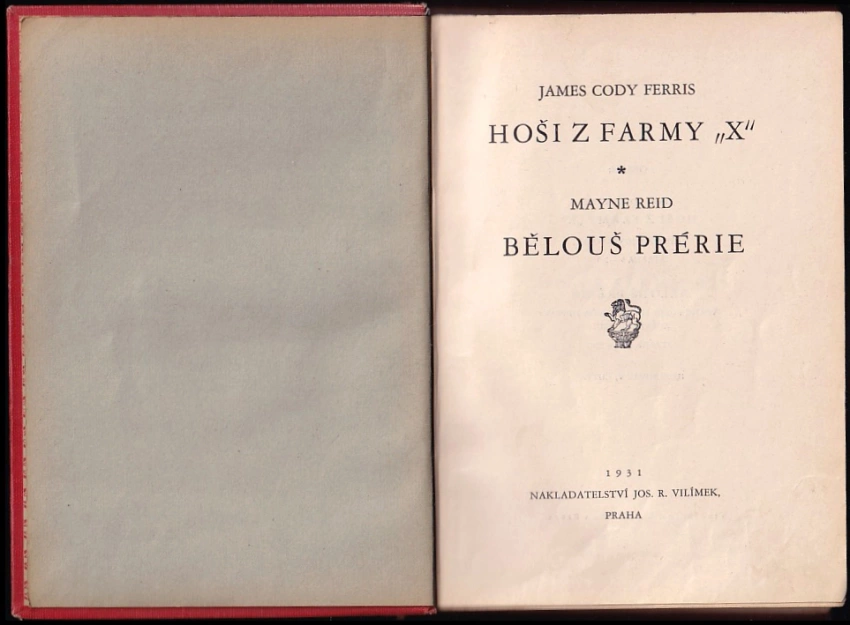 JAMES CODY FERRIS
HOŠI Z FARMY „X"
*
MAYNE REID
BĚLOUŠ PRÉRIE
1931
NAKLADATELSTVÍ JOS. R. VILÍMEK,
PRAHA